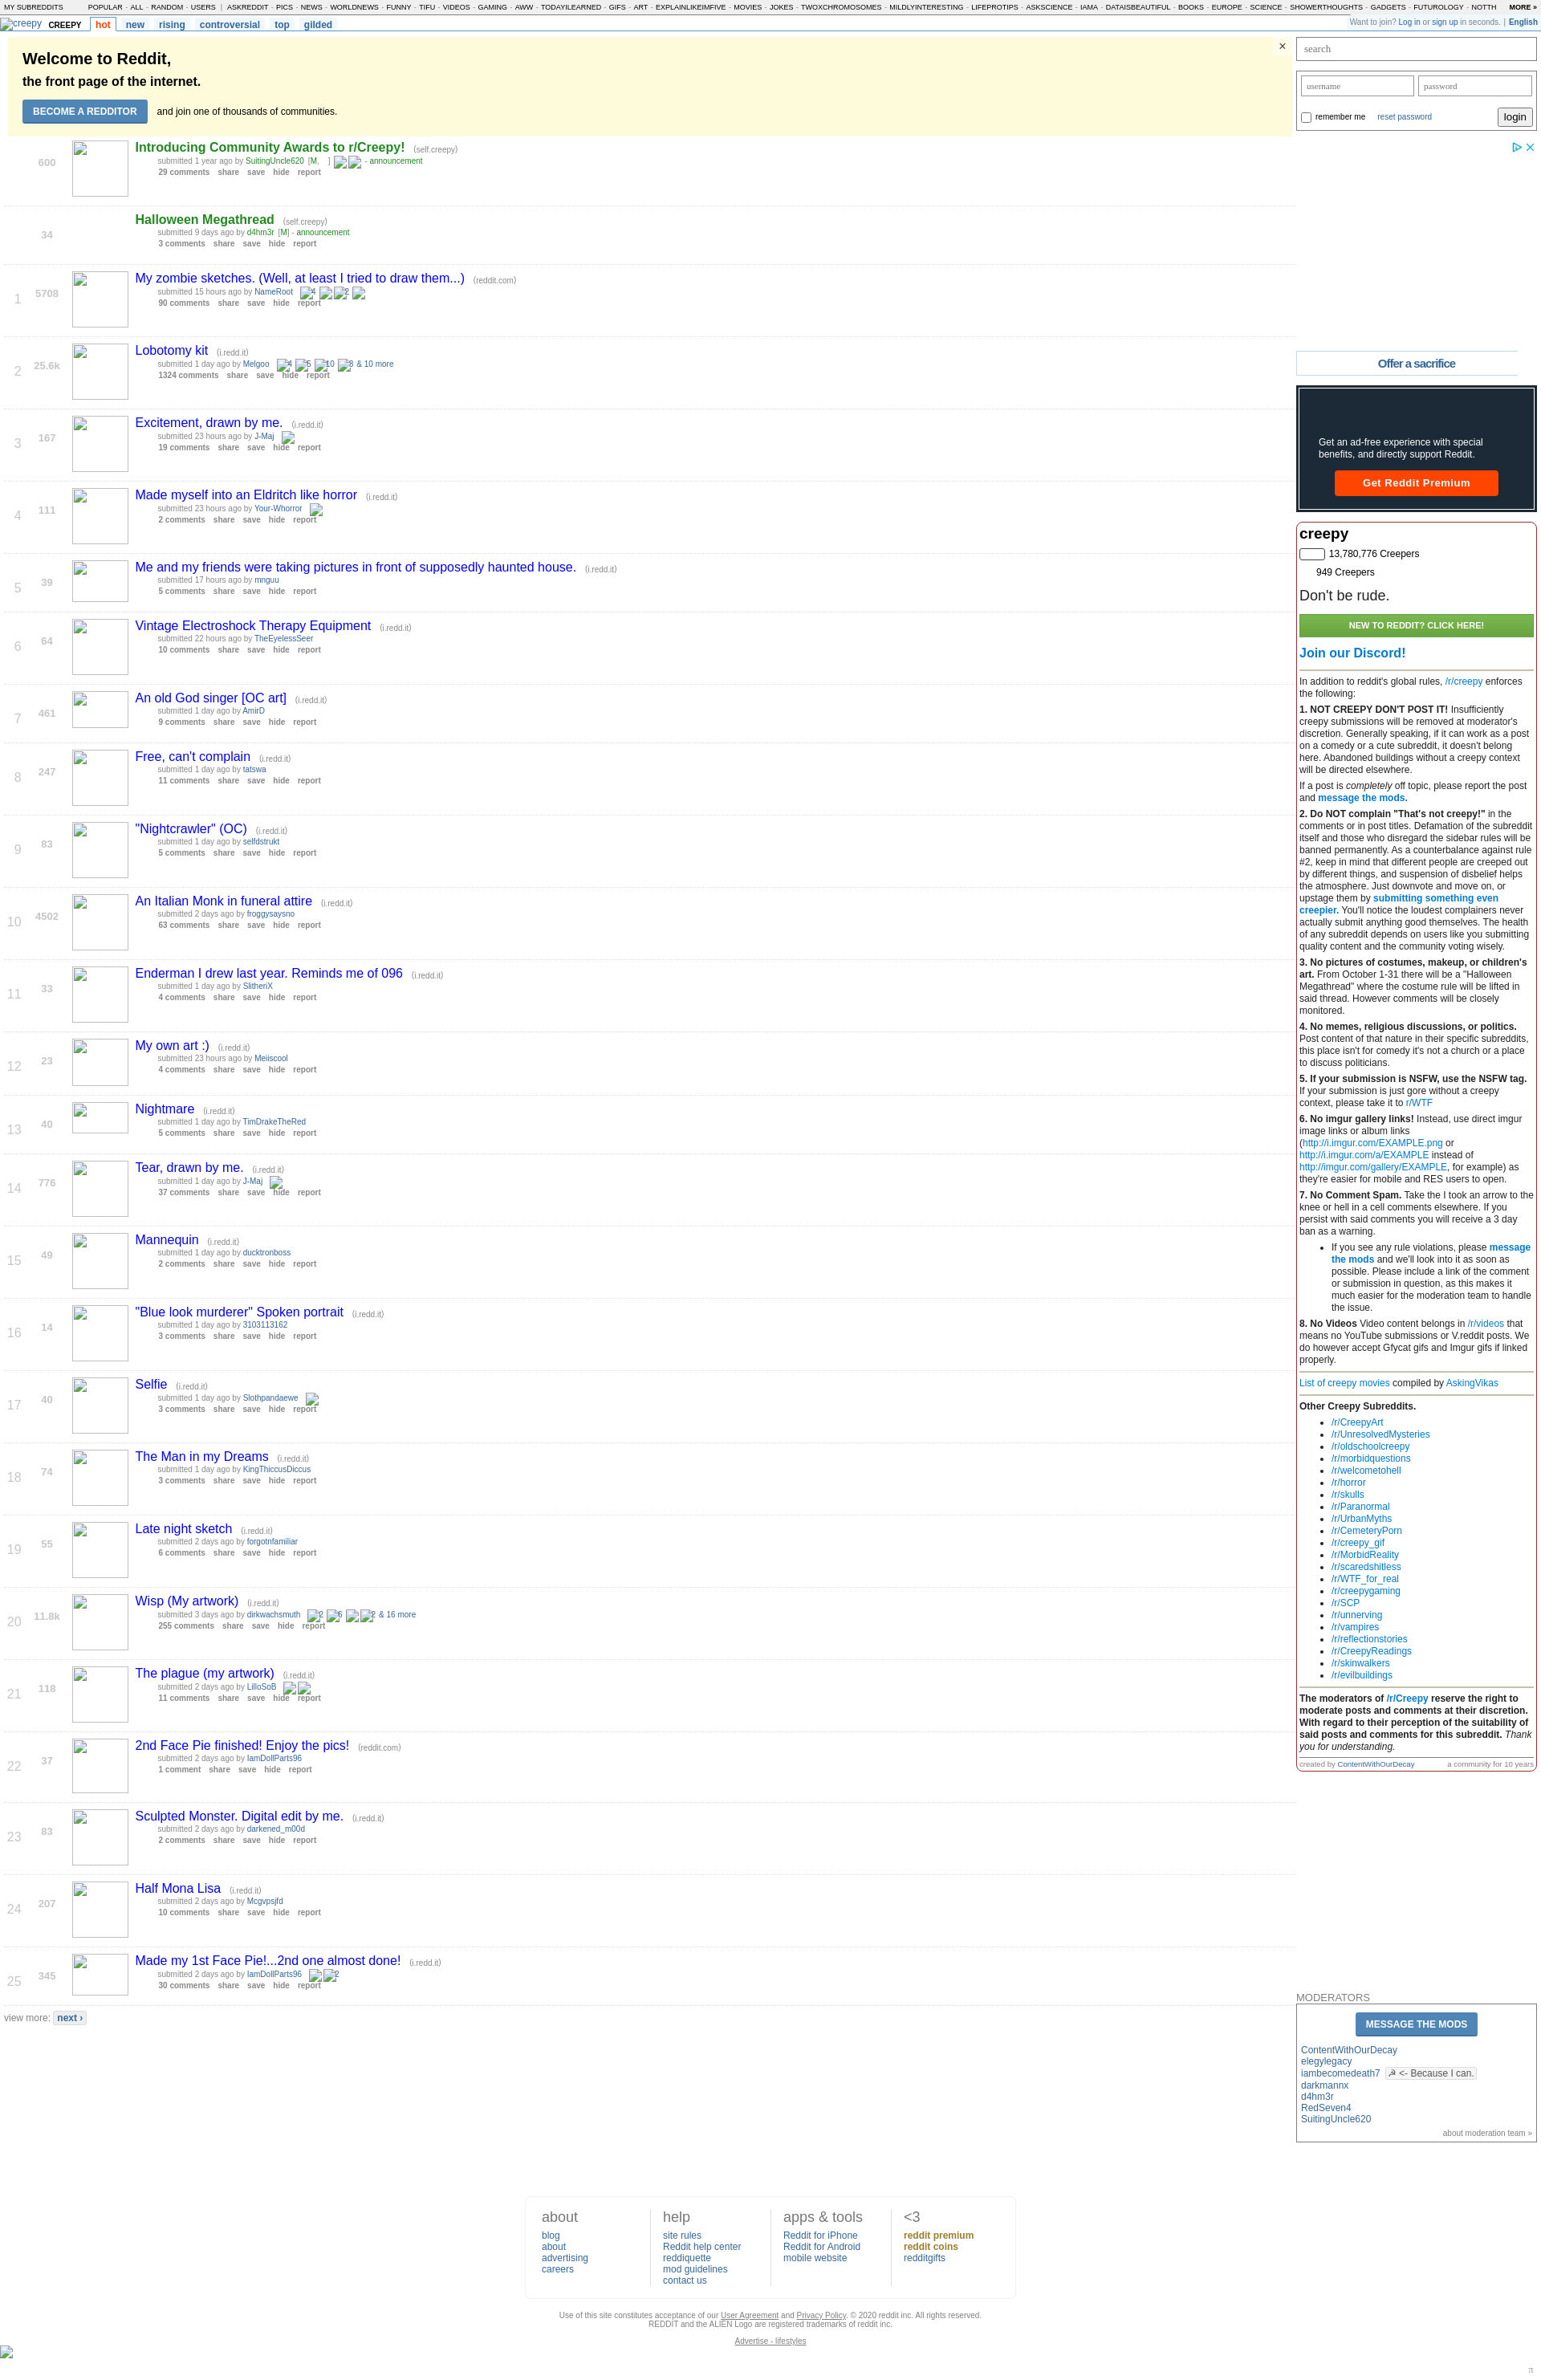 MY SUBREDDITS POPULAR - ALL - RANDOM - USERS | ASKREDDIT - PICS - NEWS - WORLDNEWS - FUNNY - TIFU - VIDEOS - GAMING - AWW - TODAYILEARNED - GIFS - ART - EXPLAINLIKEIMFIVE - MOVIES - JOKES - TWOXCHROMOSOMES - MILDLYINTERESTING - LIFEPROTIPS - ASKSCIENCE - IAMA - DATAISBEAUTIFUL - BOOKS - EUROPE - SCIENCE - SHOWERTHOUGHTS - GADGETS - FUTUROLOGY - NOTTH MORE »
creepy CREEPY hot new rising controversial top gilded
Want to join? Log in or sign up in seconds. | English
Welcome to Reddit,
the front page of the internet.
BECOME A REDDITOR and join one of thousands of communities.
×
600
Introducing Community Awards to r/Creepy! (self.creepy)
submitted 1 year ago by SuitingUncle620 [M, ] - announcement
29 comments share save hide report
34
Halloween Megathread (self.creepy)
submitted 9 days ago by d4hm3r [M] - announcement
3 comments share save hide report
1 5708
My zombie sketches. (Well, at least I tried to draw them...) (reddit.com)
submitted 15 hours ago by NameRoot 4 2
90 comments share save hide report
2 25.6k
Lobotomy kit (i.redd.it)
submitted 1 day ago by Melgoo 4 5 10 3 & 10 more
1324 comments share save hide report
3 167
Excitement, drawn by me. (i.redd.it)
submitted 23 hours ago by J-Maj
19 comments share save hide report
4 111
Made myself into an Eldritch like horror (i.redd.it)
submitted 23 hours ago by Your-Whorror
2 comments share save hide report
5 39
Me and my friends were taking pictures in front of supposedly haunted house. (i.redd.it)
submitted 17 hours ago by mnguu
5 comments share save hide report
6 64
Vintage Electroshock Therapy Equipment (i.redd.it)
submitted 22 hours ago by TheEyelessSeer
10 comments share save hide report
7 461
An old God singer [OC art] (i.redd.it)
submitted 1 day ago by AmirD
9 comments share save hide report
8 247
Free, can't complain (i.redd.it)
submitted 1 day ago by tatswa
11 comments share save hide report
9 83
"Nightcrawler" (OC) (i.redd.it)
submitted 1 day ago by selfdstrukt
5 comments share save hide report
10 4502
An Italian Monk in funeral attire (i.redd.it)
submitted 2 days ago by froggysaysno
63 comments share save hide report
11 33
Enderman I drew last year. Reminds me of 096 (i.redd.it)
submitted 1 day ago by SlitheriX
4 comments share save hide report
12 23
My own art :) (i.redd.it)
submitted 23 hours ago by Meiiscool
4 comments share save hide report
13 40
Nightmare (i.redd.it)
submitted 1 day ago by TimDrakeTheRed
5 comments share save hide report
14 776
Tear, drawn by me. (i.redd.it)
submitted 1 day ago by J-Maj
37 comments share save hide report
15 49
Mannequin (i.redd.it)
submitted 1 day ago by ducktronboss
2 comments share save hide report
16 14
"Blue look murderer" Spoken portrait (i.redd.it)
submitted 1 day ago by 3103113162
3 comments share save hide report
17 40
Selfie (i.redd.it)
submitted 1 day ago by Slothpandaewe
3 comments share save hide report
18 74
The Man in my Dreams (i.redd.it)
submitted 1 day ago by KingThiccusDiccus
3 comments share save hide report
19 55
Late night sketch (i.redd.it)
submitted 2 days ago by forgotnfamiliar
6 comments share save hide report
20 11.8k
Wisp (My artwork) (i.redd.it)
submitted 3 days ago by dirkwachsmuth 2 6 2 & 16 more
255 comments share save hide report
21 118
The plague (my artwork) (i.redd.it)
submitted 2 days ago by LilloSoB
11 comments share save hide report
22 37
2nd Face Pie finished! Enjoy the pics! (reddit.com)
submitted 2 days ago by IamDollParts96
1 comment share save hide report
23 83
Sculpted Monster. Digital edit by me. (i.redd.it)
submitted 2 days ago by darkened_m00d
2 comments share save hide report
24 207
Half Mona Lisa (i.redd.it)
submitted 2 days ago by Mcgvpsjfd
10 comments share save hide report
25 345
Made my 1st Face Pie!...2nd one almost done! (i.redd.it)
submitted 2 days ago by IamDollParts96 2
30 comments share save hide report
view more: next ›
search
username password
remember me reset password login
Offer a sacrifice
Get an ad-free experience with special
benefits, and directly support Reddit.
Get Reddit Premium
creepy
13,780,776 Creepers
949 Creepers
Don't be rude.
NEW TO REDDIT? CLICK HERE!
Join our Discord!
In addition to reddit's global rules, /r/creepy enforces
the following:
1. NOT CREEPY DON'T POST IT! Insufficiently
creepy submissions will be removed at moderator's
discretion. Generally speaking, if it can work as a post
on a comedy or a cute subreddit, it doesn't belong
here. Abandoned buildings without a creepy context
will be directed elsewhere.
If a post is completely off topic, please report the post
and message the mods.
2. Do NOT complain "That's not creepy!" in the
comments or in post titles. Defamation of the subreddit
itself and those who disregard the sidebar rules will be
banned permanently. As a counterbalance against rule
#2, keep in mind that different people are creeped out
by different things, and suspension of disbelief helps
the atmosphere. Just downvote and move on, or
upstage them by submitting something even
creepier. You'll notice the loudest complainers never
actually submit anything good themselves. The health
of any subreddit depends on users like you submitting
quality content and the community voting wisely.
3. No pictures of costumes, makeup, or children's
art. From October 1-31 there will be a "Halloween
Megathread" where the costume rule will be lifted in
said thread. However comments will be closely
monitored.
4. No memes, religious discussions, or politics.
Post content of that nature in their specific subreddits,
this place isn't for comedy it's not a church or a place
to discuss politicians.
5. If your submission is NSFW, use the NSFW tag.
If your submission is just gore without a creepy
context, please take it to r/WTF
6. No imgur gallery links! Instead, use direct imgur
image links or album links
(http://i.imgur.com/EXAMPLE.png or
http://i.imgur.com/a/EXAMPLE instead of
http://imgur.com/gallery/EXAMPLE, for example) as
they're easier for mobile and RES users to open.
7. No Comment Spam. Take the I took an arrow to the
knee or hell in a cell comments elsewhere. If you
persist with said comments you will receive a 3 day
ban as a warning.
• If you see any rule violations, please message
the mods and we'll look into it as soon as
possible. Please include a link of the comment
or submission in question, as this makes it
much easier for the moderation team to handle
the issue.
8. No Videos Video content belongs in /r/videos that
means no YouTube submissions or V.reddit posts. We
do however accept Gfycat gifs and Imgur gifs if linked
properly.
List of creepy movies compiled by AskingVikas
Other Creepy Subreddits.
• /r/CreepyArt
• /r/UnresolvedMysteries
• /r/oldschoolcreepy
• /r/morbidquestions
• /r/welcometohell
• /r/horror
• /r/skulls
• /r/Paranormal
• /r/UrbanMyths
• /r/CemeteryPorn
• /r/creepy_gif
• /r/MorbidReality
• /r/scaredshitless
• /r/WTF_for_real
• /r/creepygaming
• /r/SCP
• /r/unnerving
• /r/vampires
• /r/reflectionstories
• /r/CreepyReadings
• /r/skinwalkers
• /r/evilbuildings
The moderators of /r/Creepy reserve the right to
moderate posts and comments at their discretion.
With regard to their perception of the suitability of
said posts and comments for this subreddit. Thank
you for understanding.
created by ContentWithOurDecay a community for 10 years
MODERATORS
MESSAGE THE MODS
ContentWithOurDecay
elegylegacy
iambecomedeath7 ☭ <- Because I can.
darkmannx
d4hm3r
RedSeven4
SuitingUncle620
about moderation team »
about
blog
about
advertising
careers
help
site rules
Reddit help center
reddiquette
mod guidelines
contact us
apps & tools
Reddit for iPhone
Reddit for Android
mobile website
<3
reddit premium
reddit coins
redditgifts
Use of this site constitutes acceptance of our User Agreement and Privacy Policy. © 2020 reddit inc. All rights reserved.
REDDIT and the ALIEN Logo are registered trademarks of reddit inc.
Advertise - lifestyles
π